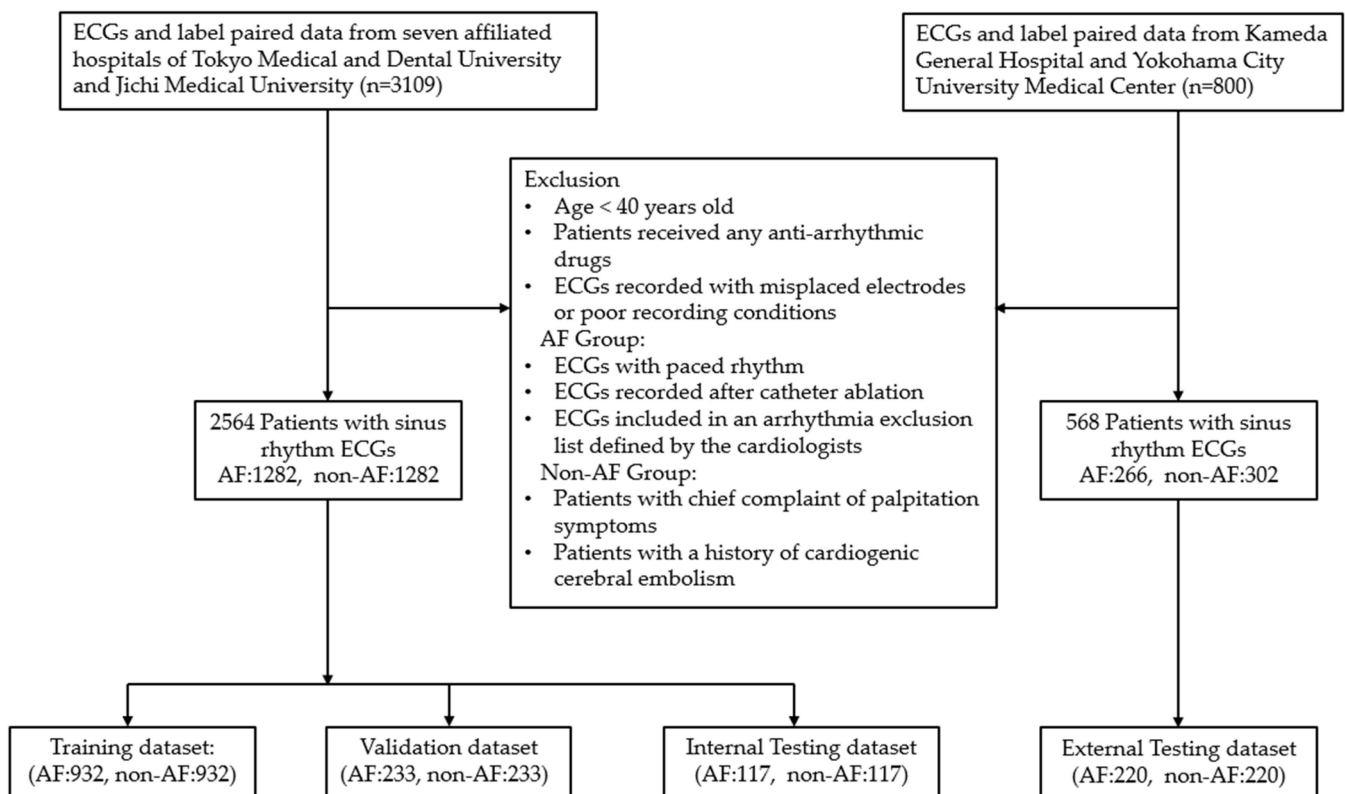 ECGs and label paired data from seven affiliated
hospitals of Tokyo Medical and Dental University
and Jichi Medical University (n=3109)
ECGs and label paired data from Kameda
General Hospital and Yokohama City
University Medical Center (n=800)
Exclusion
• Age < 40 years old
• Patients received any anti-arrhythmic
drugs
• ECGs recorded with misplaced electrodes
or poor recording conditions
AF Group:
• ECGs with paced rhythm
• ECGs recorded after catheter ablation
• ECGs included in an arrhythmia exclusion
list defined by the cardiologists
Non-AF Group:
• Patients with chief complaint of palpitation
symptoms
• Patients with a history of cardiogenic
cerebral embolism
2564 Patients with sinus
rhythm ECGs
AF:1282, non-AF:1282
568 Patients with sinus
rhythm ECGs
AF:266, non-AF:302
Training dataset:
(AF:932, non-AF:932)
Validation dataset
(AF:233, non-AF:233)
Internal Testing dataset
(AF:117, non-AF:117)
External Testing dataset
(AF:220, non-AF:220)